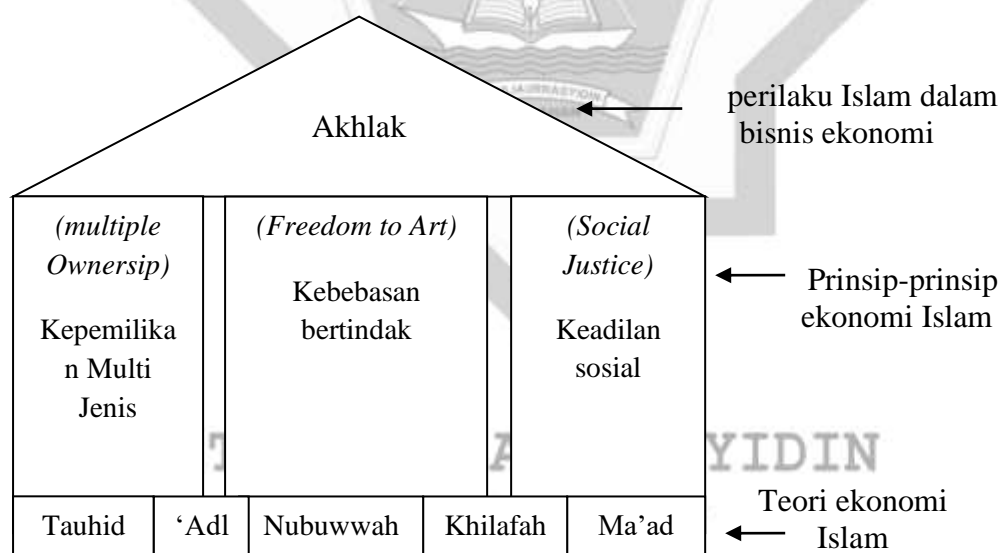 Akhlak
perilaku Islam dalam
bisnis ekonomi
(multiple
Ownersip)
Kepemilika
n Multi
Jenis
(Freedom to Art)
Kebebasan
bertindak
(Social
Justice)
Keadilan
sosial
Prinsip-prinsip
ekonomi Islam
YIDIN
Tauhid
‘Adl
Nubuwwah
Khilafah
Ma’ad
Teori ekonomi
Islam